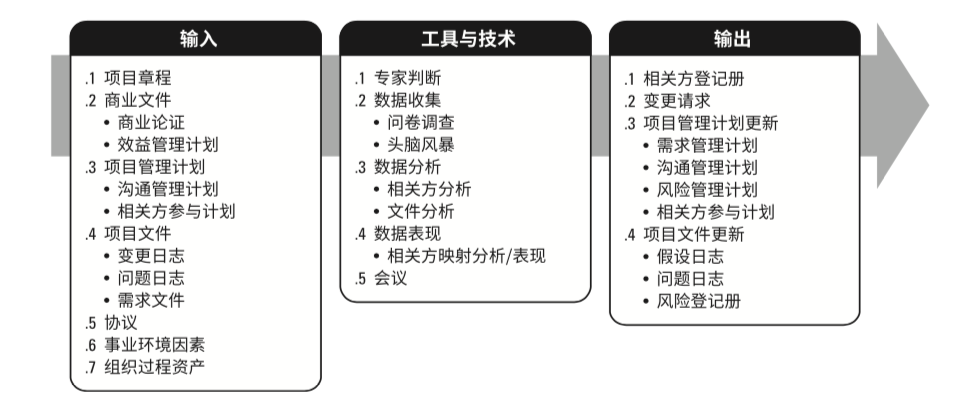 输入
.1 项目章程
.2 商业文件
• 商业论证
• 效益管理计划
.3 项目管理计划
• 沟通管理计划
• 相关方参与计划
.4 项目文件
• 变更日志
• 问题日志
• 需求文件
.5 协议
.6 事业环境因素
.7 组织过程资产
工具与技术
.1 专家判断
.2 数据收集
• 问卷调查
• 头脑风暴
.3 数据分析
• 相关方分析
• 文件分析
.4 数据表现
• 相关方映射分析/表现
.5 会议
输出
.1 相关方登记册
.2 变更请求
.3 项目管理计划更新
• 需求管理计划
• 沟通管理计划
• 风险管理计划
• 相关方参与计划
.4 项目文件更新
• 假设日志
• 问题日志
• 风险登记册